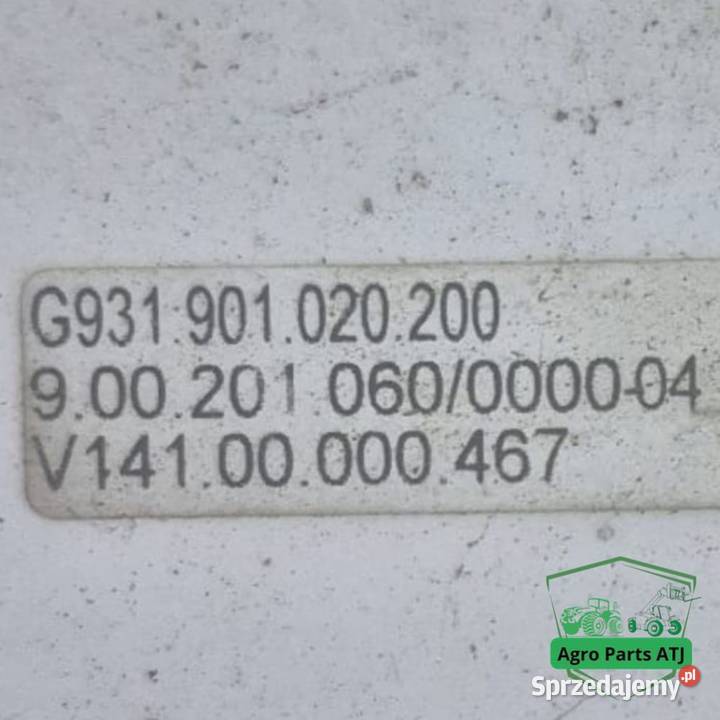 G931.901.020.200
9.00.201.060/0000-04
V141.00.000.467
Agro Parts ATJ
Sprzedajemy.pl